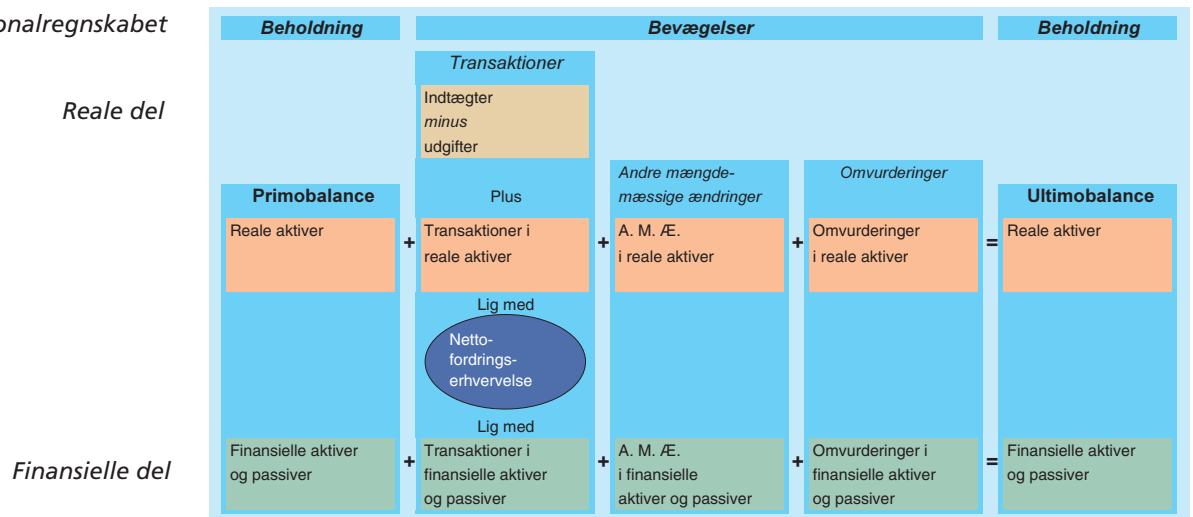 onalregnskabet
Beholdning
Bevægelser
Beholdning
Transaktioner
Reale del
Indtægter
minus
udgifter
Andre mængde-
mæssige ændringer
Omvurderinger
Primobalance
Plus
Ultimobalance
Reale aktiver
+
Transaktioner i
reale aktiver
+
A. M. Æ.
i reale aktiver
+
Omvurderinger
i reale aktiver
=
Reale aktiver
Lig med
Netto-
fordrings-
erhvervelse
Lig med
Finansielle del
Finansielle aktiver
og passiver
+
Transaktioner i
finansielle aktiver
og passiver
+
A. M. Æ.
i finansielle
aktiver og passiver
+
Omvurderinger i
finansielle aktiver
og passiver
=
Finansielle aktiver
og passiver